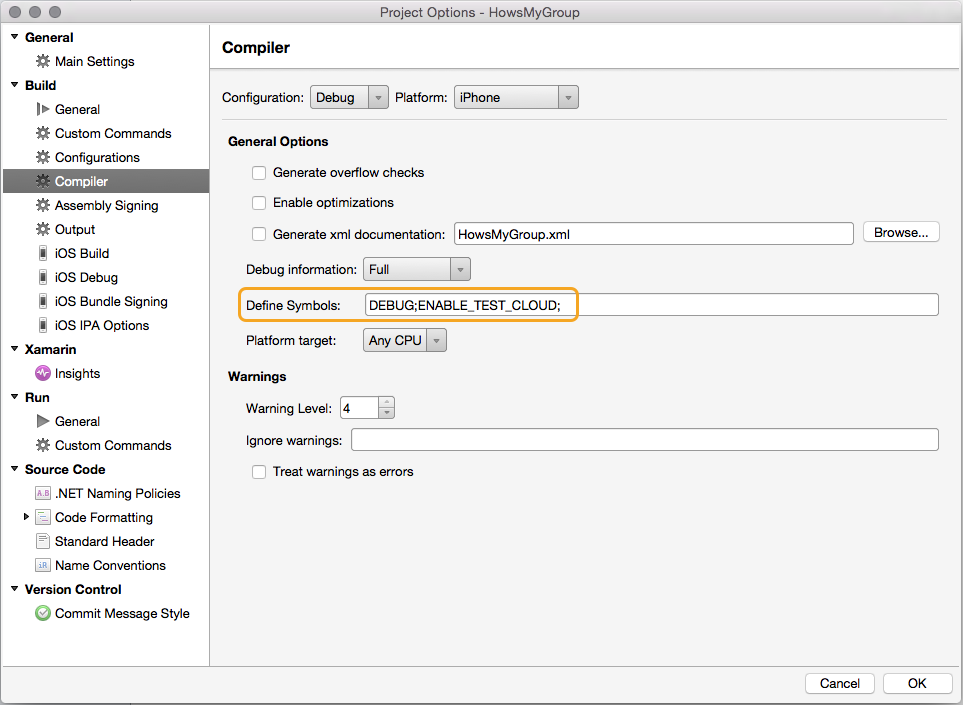 Project Options - HowsMyGroup
General
Main Settings
Build
General
Custom Commands
Configurations
Compiler
Assembly Signing
Output
iOS Build
iOS Debug
iOS Bundle Signing
iOS IPA Options
Xamarin
Insights
Run
General
Custom Commands
Source Code
A.B .NET Naming Policies
Code Formatting
Standard Header
iR Name Conventions
Version Control
Commit Message Style
Compiler
Configuration: Debug Platform: iPhone
General Options
Generate overflow checks
Enable optimizations
Generate xml documentation: HowsMyGroup.xml Browse...
Debug information: Full
Define Symbols: DEBUG;ENABLE_TEST_CLOUD;
Platform target: Any CPU
Warnings
Warning Level: 4
Ignore warnings:
Treat warnings as errors
Cancel OK